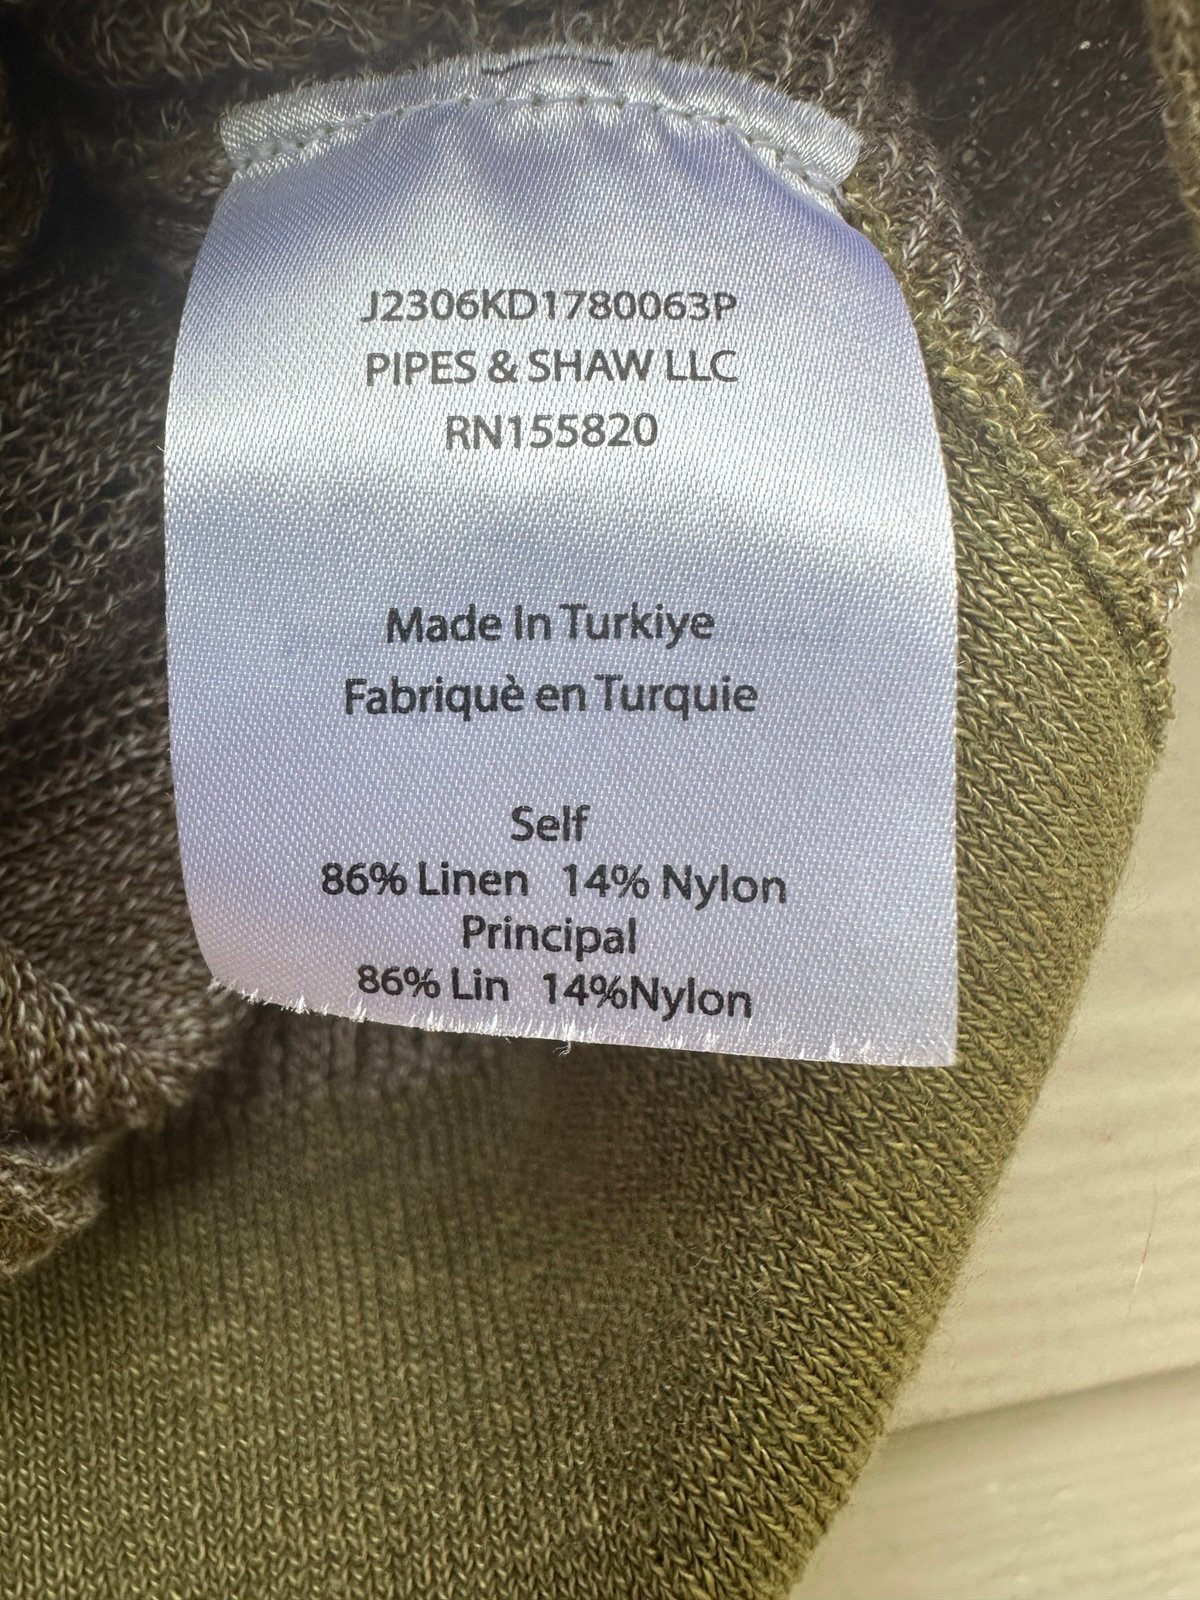 J2306KD1780063P
PIPES & SHAW LLC
RN155820
Made In Turkiye
Fabriquè en Turquie
Self
86% Linen 14% Nylon
Principal
86% Lin 14%Nylon